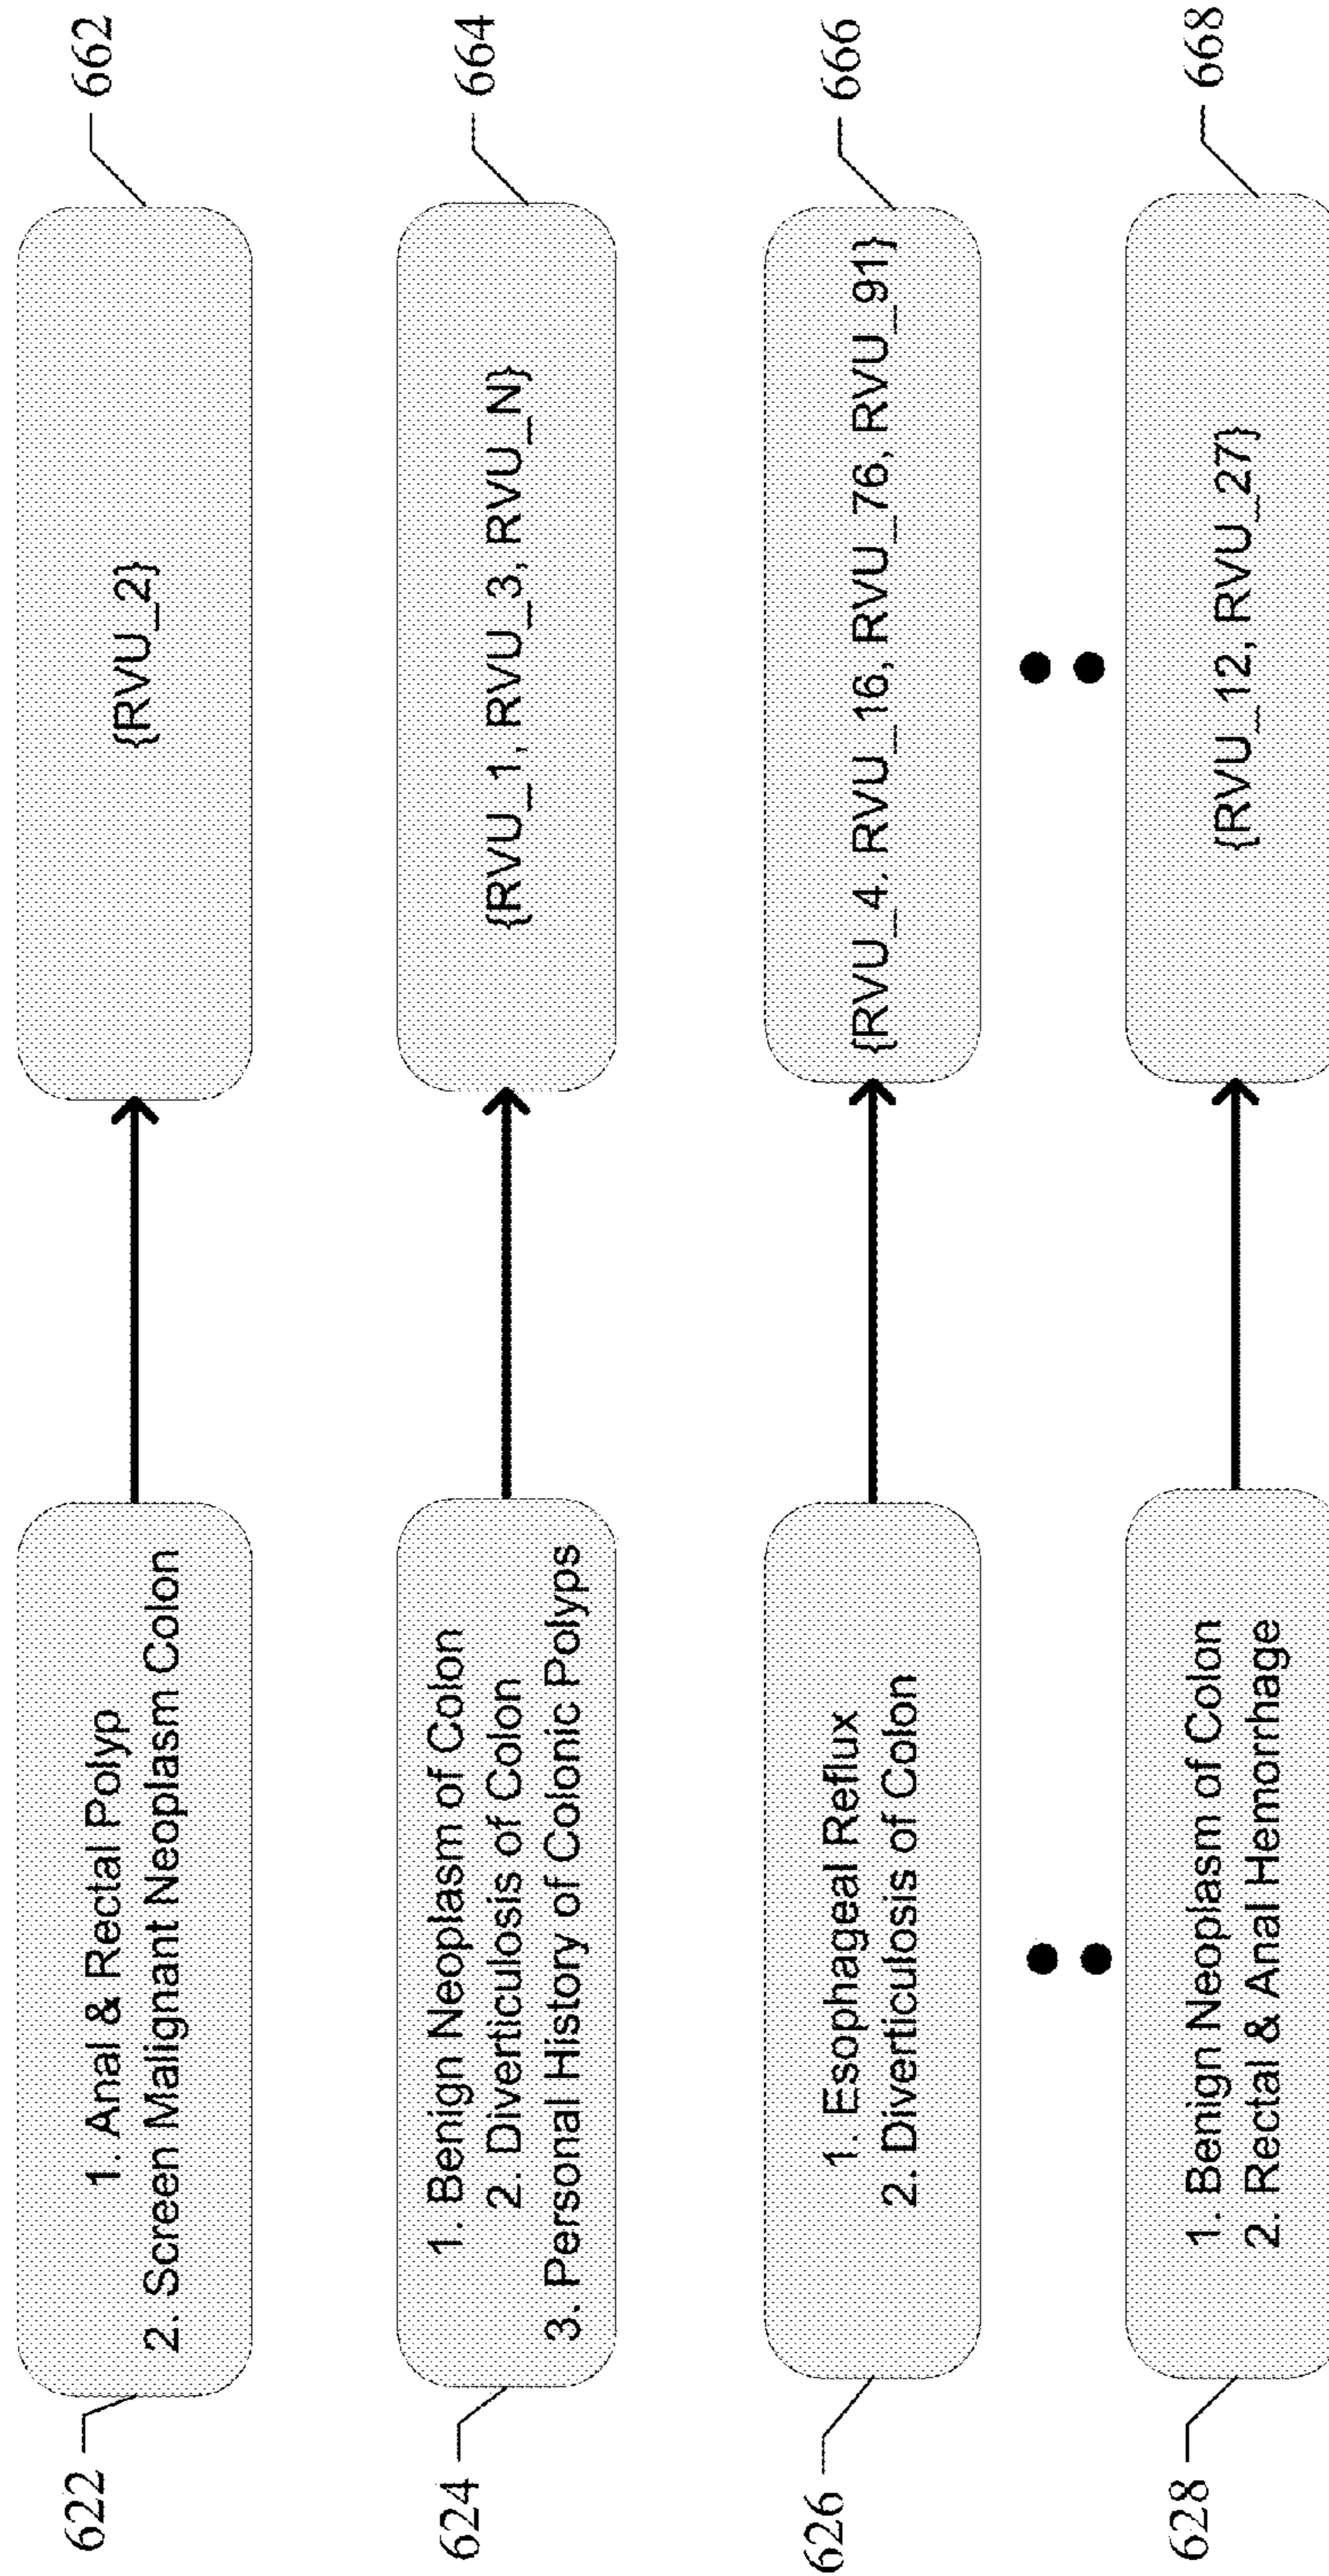 622
1. Anal & Rectal Polyp
2. Screen Malignant Neoplasm Colon
{RVU_2}
662
624
1. Benign Neoplasm of Colon
2. Diverticulosis of Colon
3. Personal History of Colonic Polyps
{RVU_1, RVU_3, RVU_N}
664
626
1. Esophageal Reflux
2. Diverticulosis of Colon
{RVU_4, RVU_16, RVU_76, RVU_91}
666
628
1. Benign Neoplasm of Colon
2. Rectal & Anal Hemorrhage
{RVU_12, RVU_27}
668